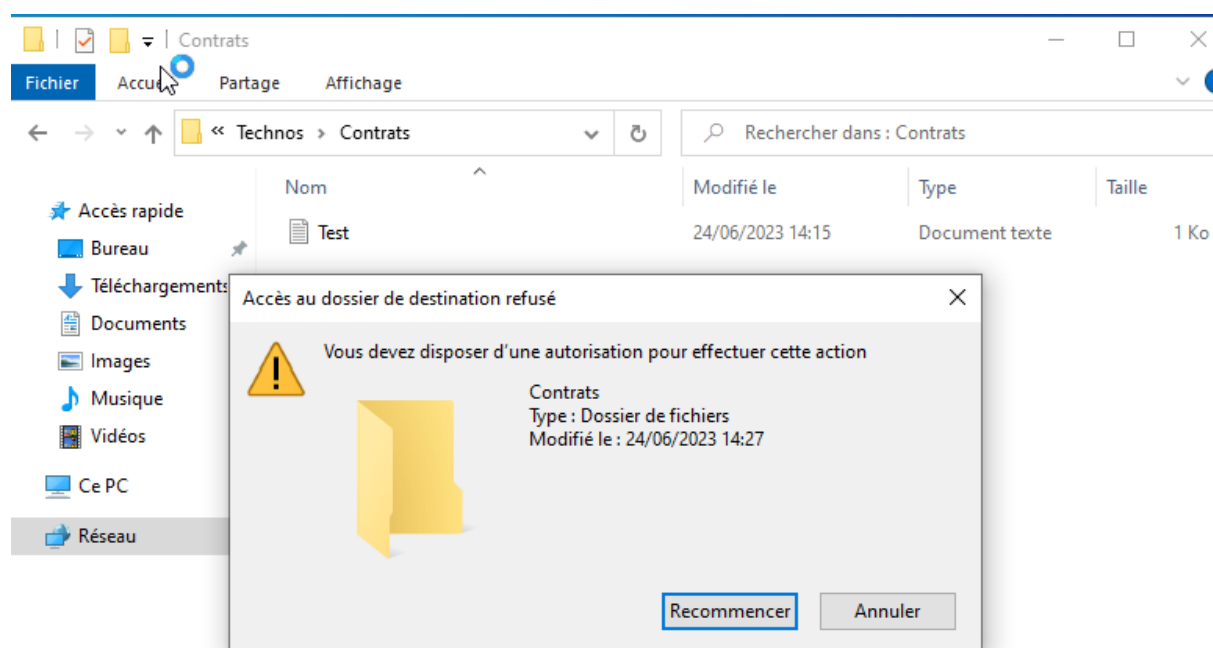 Contrats
Fichier Accue Partage Affichage
« Technos > Contrats Rechercher dans : Contrats
Nom Modifié le Type Taille
Accès rapide
Test 24/06/2023 14:15 Document texte 1 Ko
Bureau
Téléchargements
Documents
Images
Musique
Vidéos
Ce PC
Réseau
Accès au dossier de destination refusé
Vous devez disposer d'une autorisation pour effectuer cette action
Contrats
Type : Dossier de fichiers
Modifié le : 24/06/2023 14:27
Recommencer Annuler